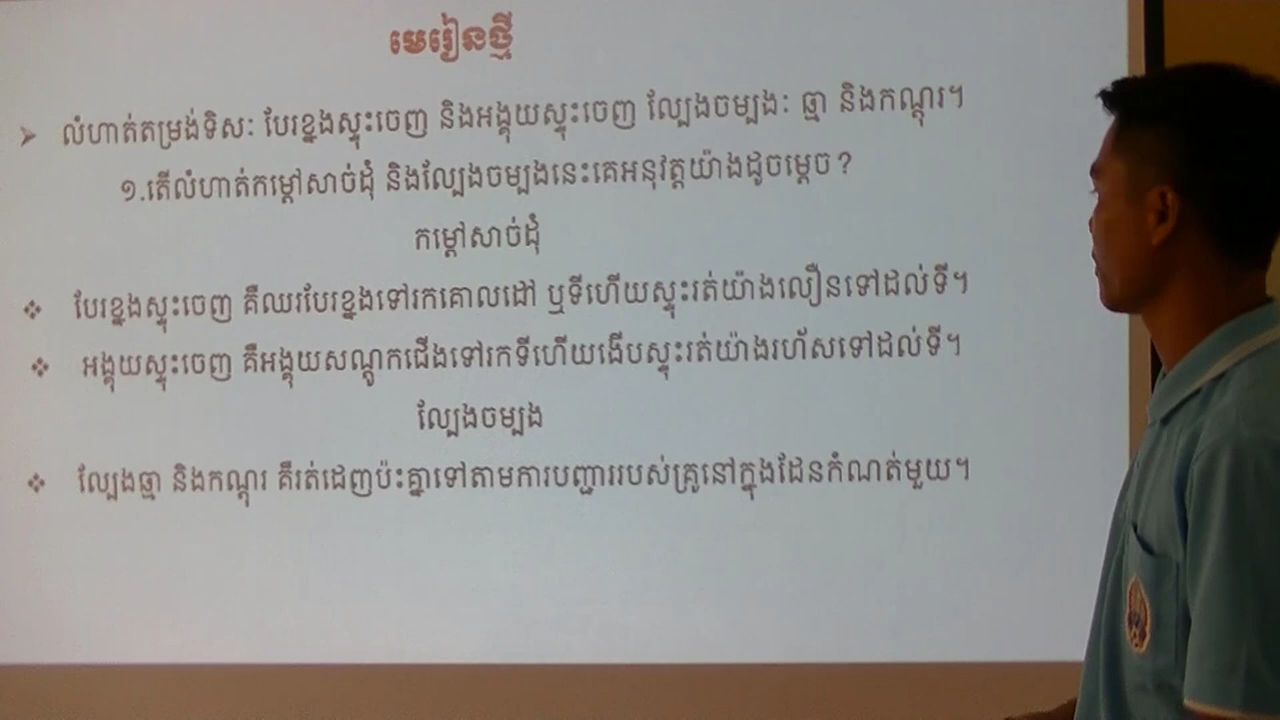 មេរៀនថ្មី
លំហាត់តម្រង់ទិសៈ បែរខ្នងស្ទុះចេញ និងអង្គុយស្ទុះចេញ ល្បែងចម្បងៈ ឆ្មា និងកណ្ដុរ។
១.តើលំហាត់កម្ដៅសាច់ដុំ និងល្បែងចម្បងនេះគេអនុវត្តយ៉ាងដូចម្ដេច?
កម្ដៅសាច់ដុំ
បែរខ្នងស្ទុះចេញ គឺឈរបែរខ្នងទៅរកគោលដៅ ឬទីហើយស្ទុះរត់យ៉ាងលឿនទៅដល់ទី។
អង្គុយស្ទុះចេញ គឺអង្គុយសណ្ដូកជើងទៅរកទីហើយងើបស្ទុះរត់យ៉ាងរហ័សទៅដល់ទី។
ល្បែងចម្បង
ល្បែងឆ្មា និងកណ្ដុរ គឺរត់ដេញប៉ះគ្នាទៅតាមការបញ្ជារបស់គ្រូនៅក្នុងដែនកំណត់មួយ។